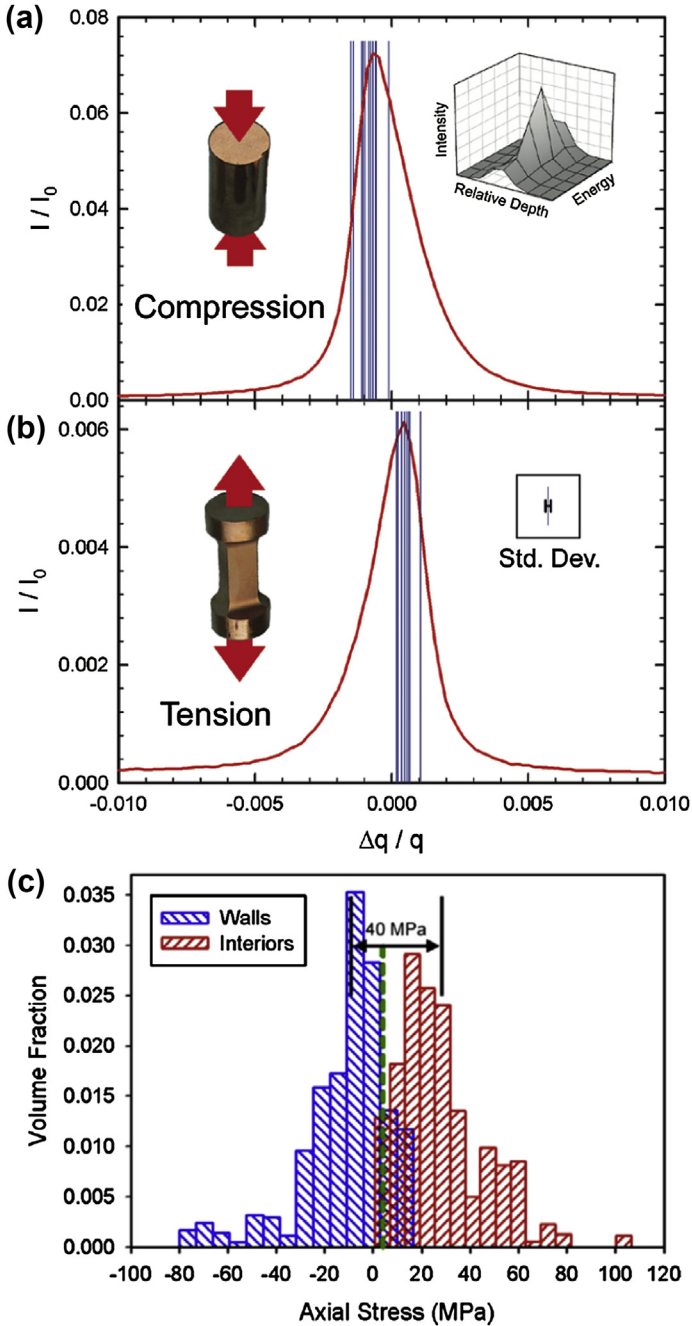 (a)
0.08
0.06
0.04
0.02
0.00
I / I0
Compression
Intensity
Relative Depth
Energy
(b)
0.006
0.004
0.002
0.000
I / I0
Tension
H
Std. Dev.
-0.010
-0.005
0.000
0.005
0.010
Δq / q
(c)
0.035
0.030
0.025
0.020
0.015
0.010
0.005
0.000
Volume Fraction
Walls
Interiors
40 MPa
-100
-80
-60
-40
-20
0
20
40
60
80
100
120
Axial Stress (MPa)